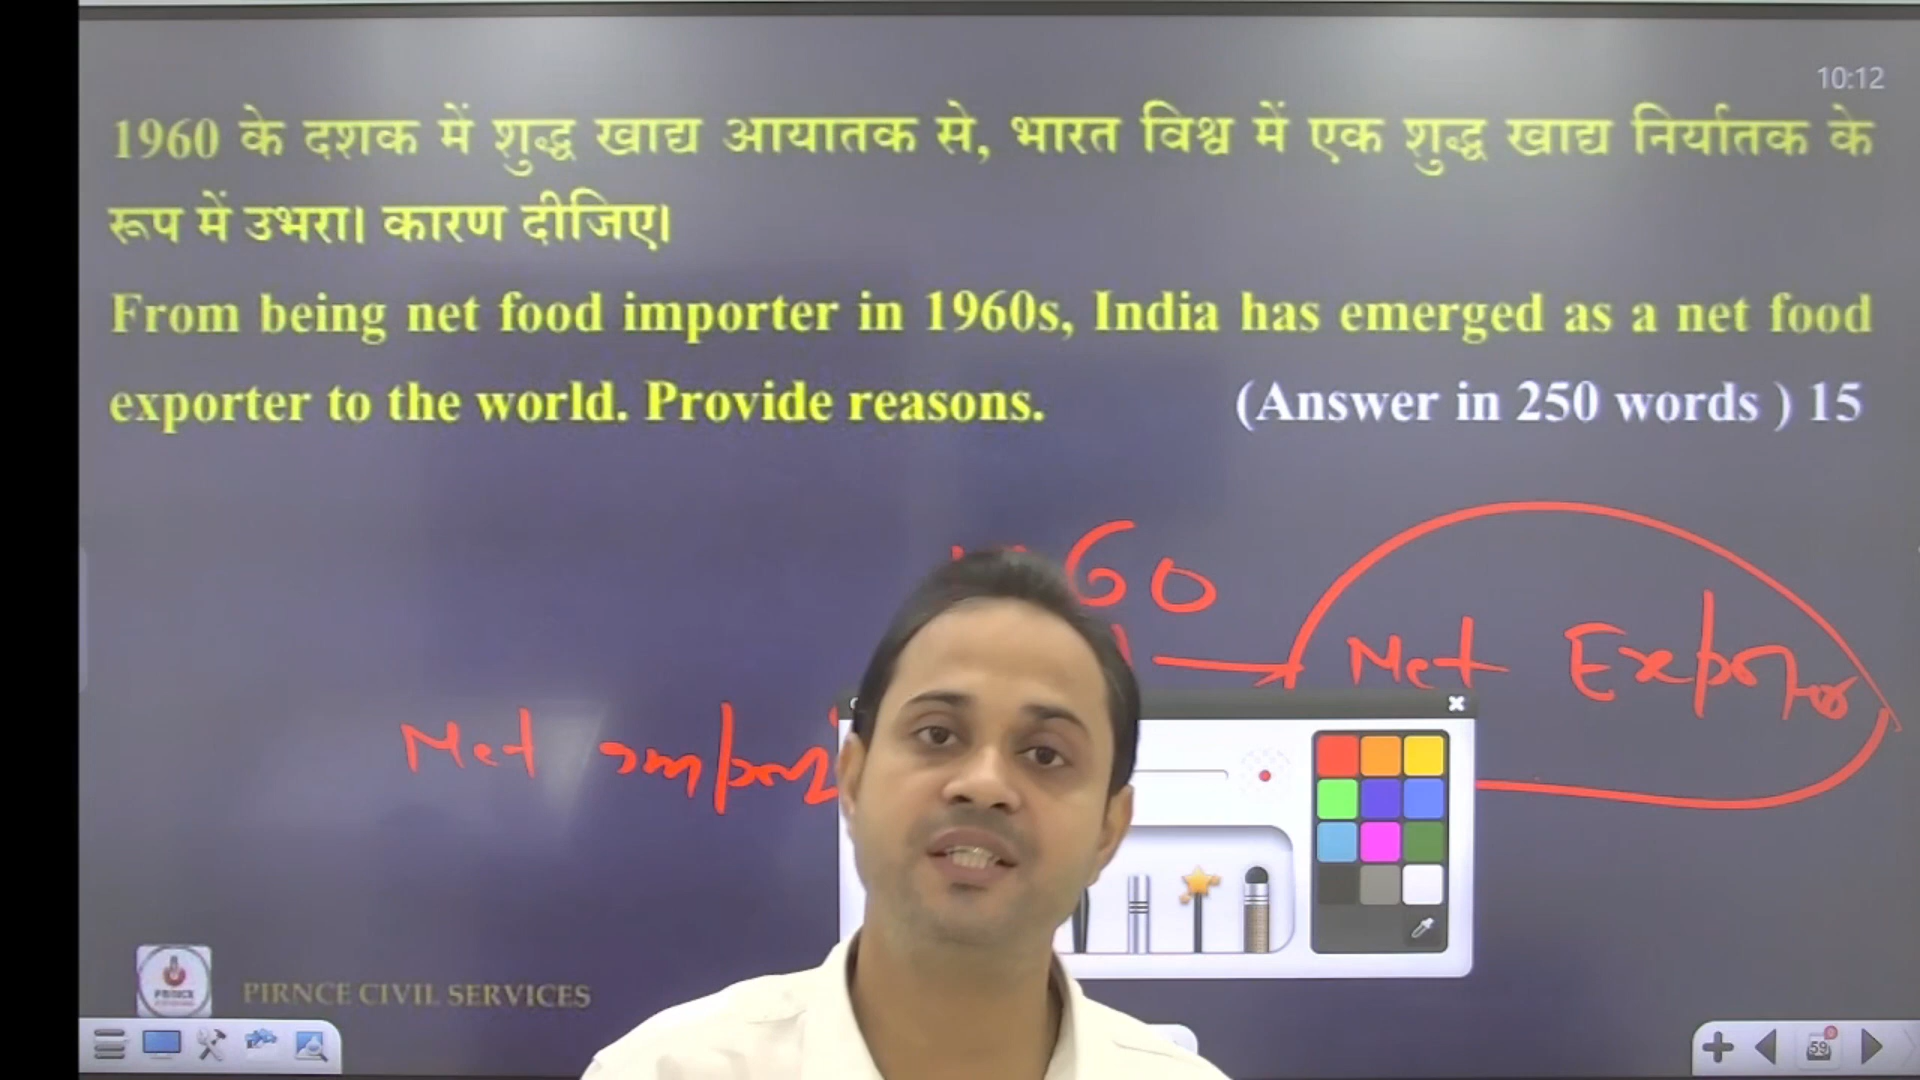 10:12
1960 के दशक में शुद्ध खाद्य आयातक से, भारत विश्व में एक शुद्ध खाद्य निर्यातक के
रूप में उभरा। कारण दीजिए।
From being net food importer in 1960s, India has emerged as a net food
exporter to the world. Provide reasons. (Answer in 250 words ) 15
60
Net Exporter
Net
PIRNCE CIVIL SERVICES
59